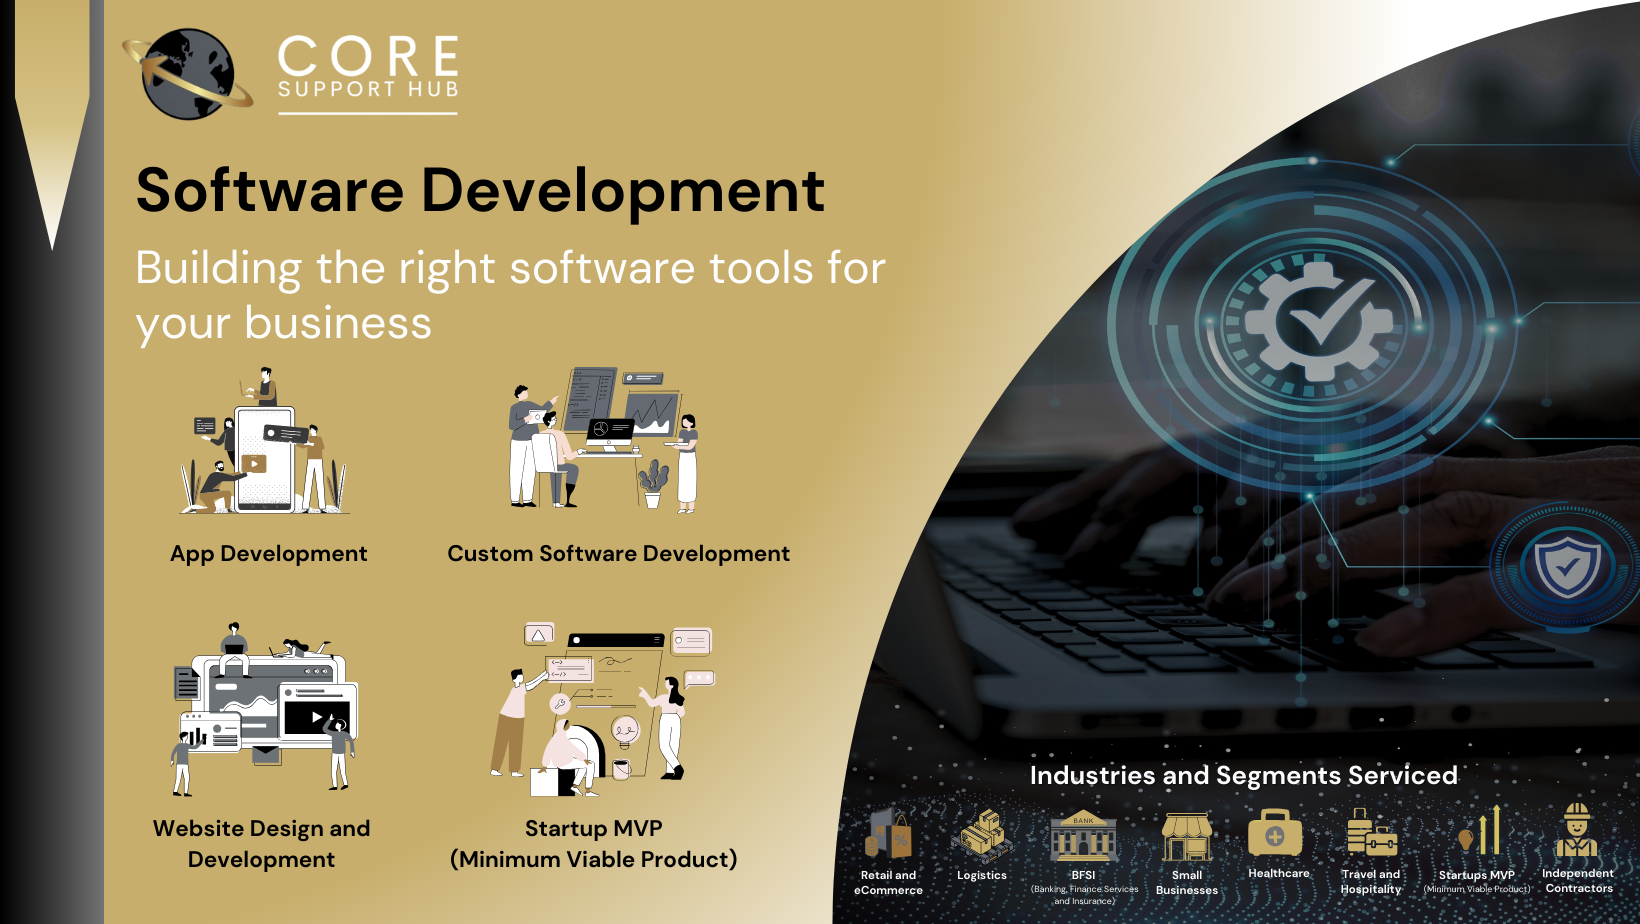 CORE
SUPPORT HUB
Software Development
Building the right software tools for
your business
App Development
Custom Software Development
Website Design and
Development
Startup MVP
(Minimum Viable Product)
Industries and Segments Serviced
BANK
%
Retail and
eCommerce
Logistics
BFSI
(Banking, Finance Services
and Insurance)
Small
Businesses
Healthcare
Travel and
Hospitality
Startups MVP
(Minimum Viable Product)
Independent
Contractors